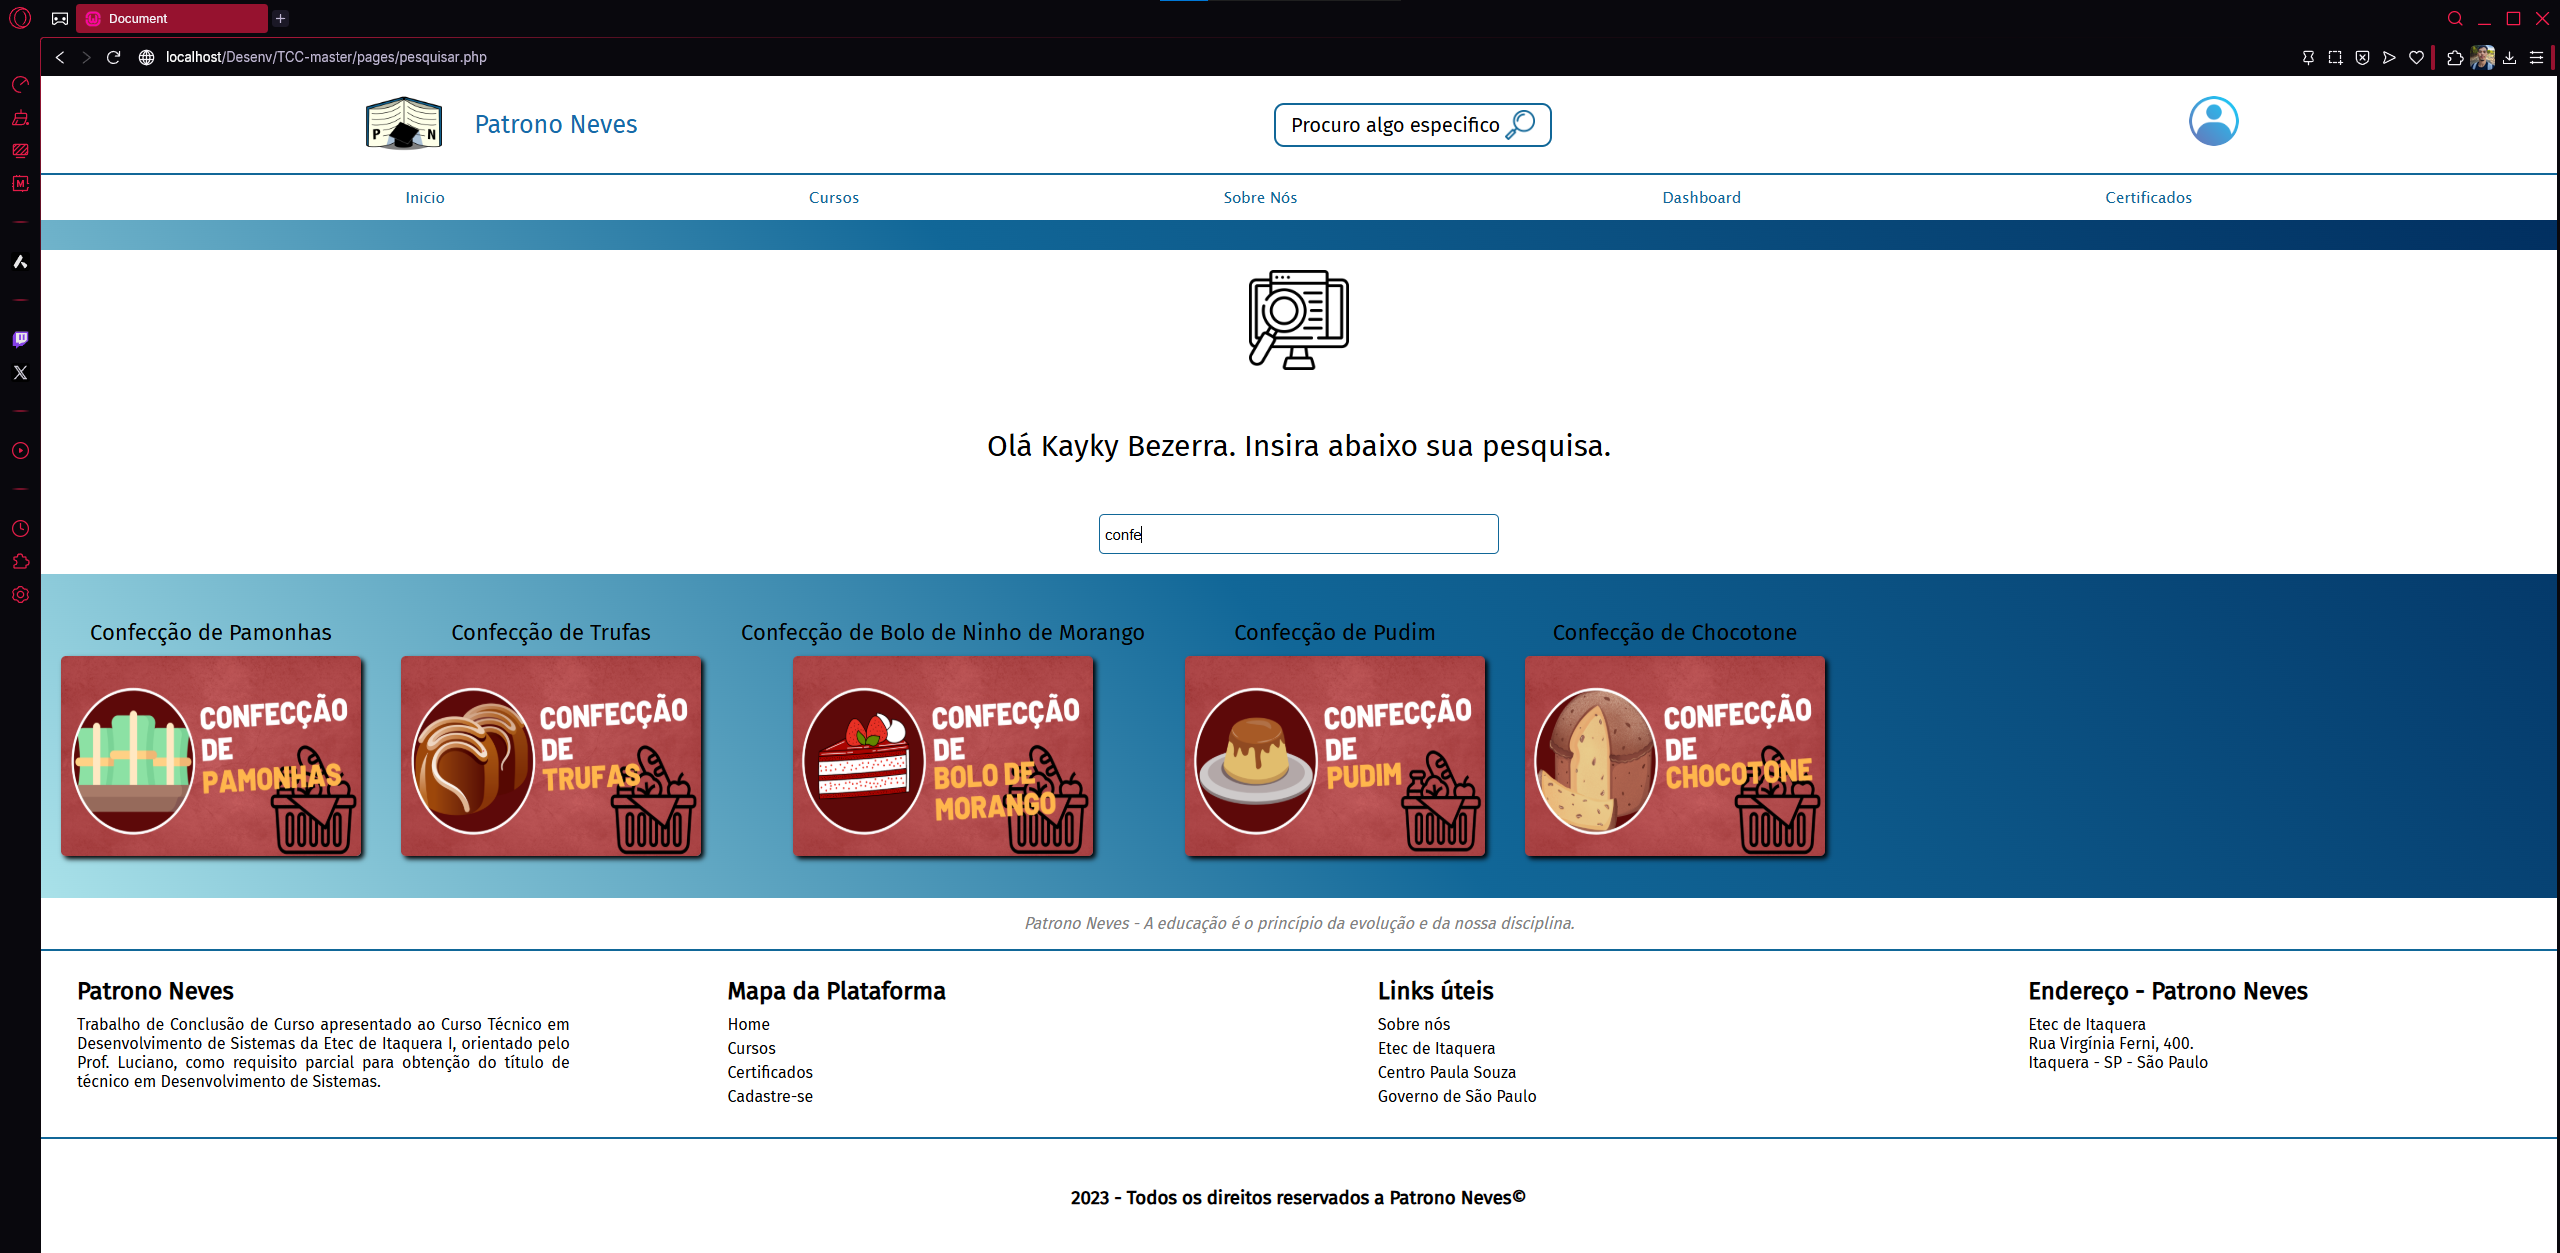 Document
localhost/Desenv/TCC-master/pages/pesquisar.php
M
P N
Patrono Neves
Procuro algo especifico
Inicio
Cursos
Sobre Nós
Dashboard
Certificados
Olá Kayky Bezerra. Insira abaixo sua pesquisa.
confe
Confecção de Pamonhas
Confecção de Trufas
Confecção de Bolo de Ninho de Morango
Confecção de Pudim
Confecção de Chocotone
CONFECÇÃO
DE
PAMONHAS
CONFECÇÃO
DE
TRUFAS
CONFECÇÃO
DE
BOLO DE
MORANGO
CONFECÇÃO
DE
PUDIM
CONFECÇÃO
DE
CHOCOTONE
Patrono Neves - A educação é o princípio da evolução e da nossa disciplina.
Patrono Neves
Trabalho de Conclusão de Curso apresentado ao Curso Técnico em
Desenvolvimento de Sistemas da Etec de Itaquera I, orientado pelo
Prof. Luciano, como requisito parcial para obtenção do título de
técnico em Desenvolvimento de Sistemas.
Mapa da Plataforma
Home
Cursos
Certificados
Cadastre-se
Links úteis
Sobre nós
Etec de Itaquera
Centro Paula Souza
Governo de São Paulo
Endereço - Patrono Neves
Etec de Itaquera
Rua Virgínia Ferni, 400.
Itaquera - SP - São Paulo
2023 - Todos os direitos reservados a Patrono Neves©